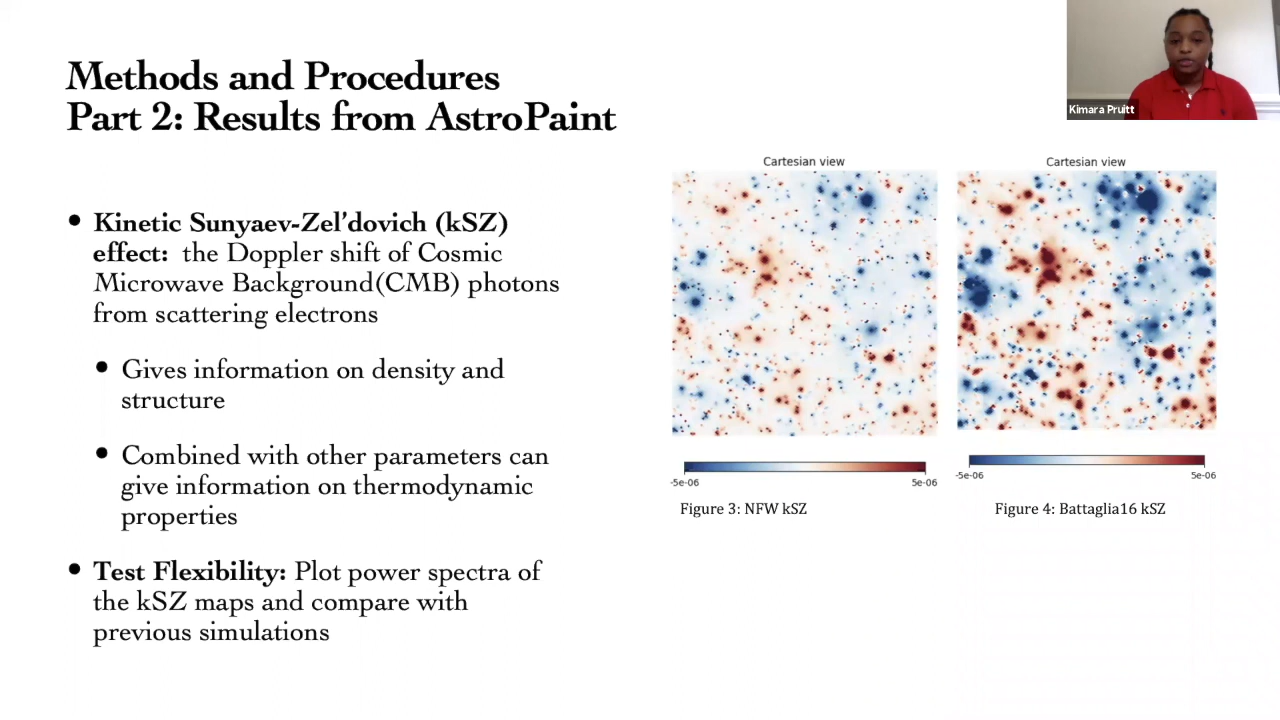 Methods and Procedures
Part 2: Results from AstroPaint
Kimara Pruitt
• Kinetic Sunyaev-Zel’dovich (kSZ)
effect:  the Doppler shift of Cosmic
Microwave Background(CMB) photons
from scattering electrons
• Gives information on density and
structure
• Combined with other parameters can
give information on thermodynamic
properties
• Test Flexibility: Plot power spectra of
the kSZ maps and compare with
previous simulations
Cartesian view
-5e-06 5e-06
Figure 3: NFW kSZ
Cartesian view
-5e-06 5e-06
Figure 4: Battaglia16 kSZ